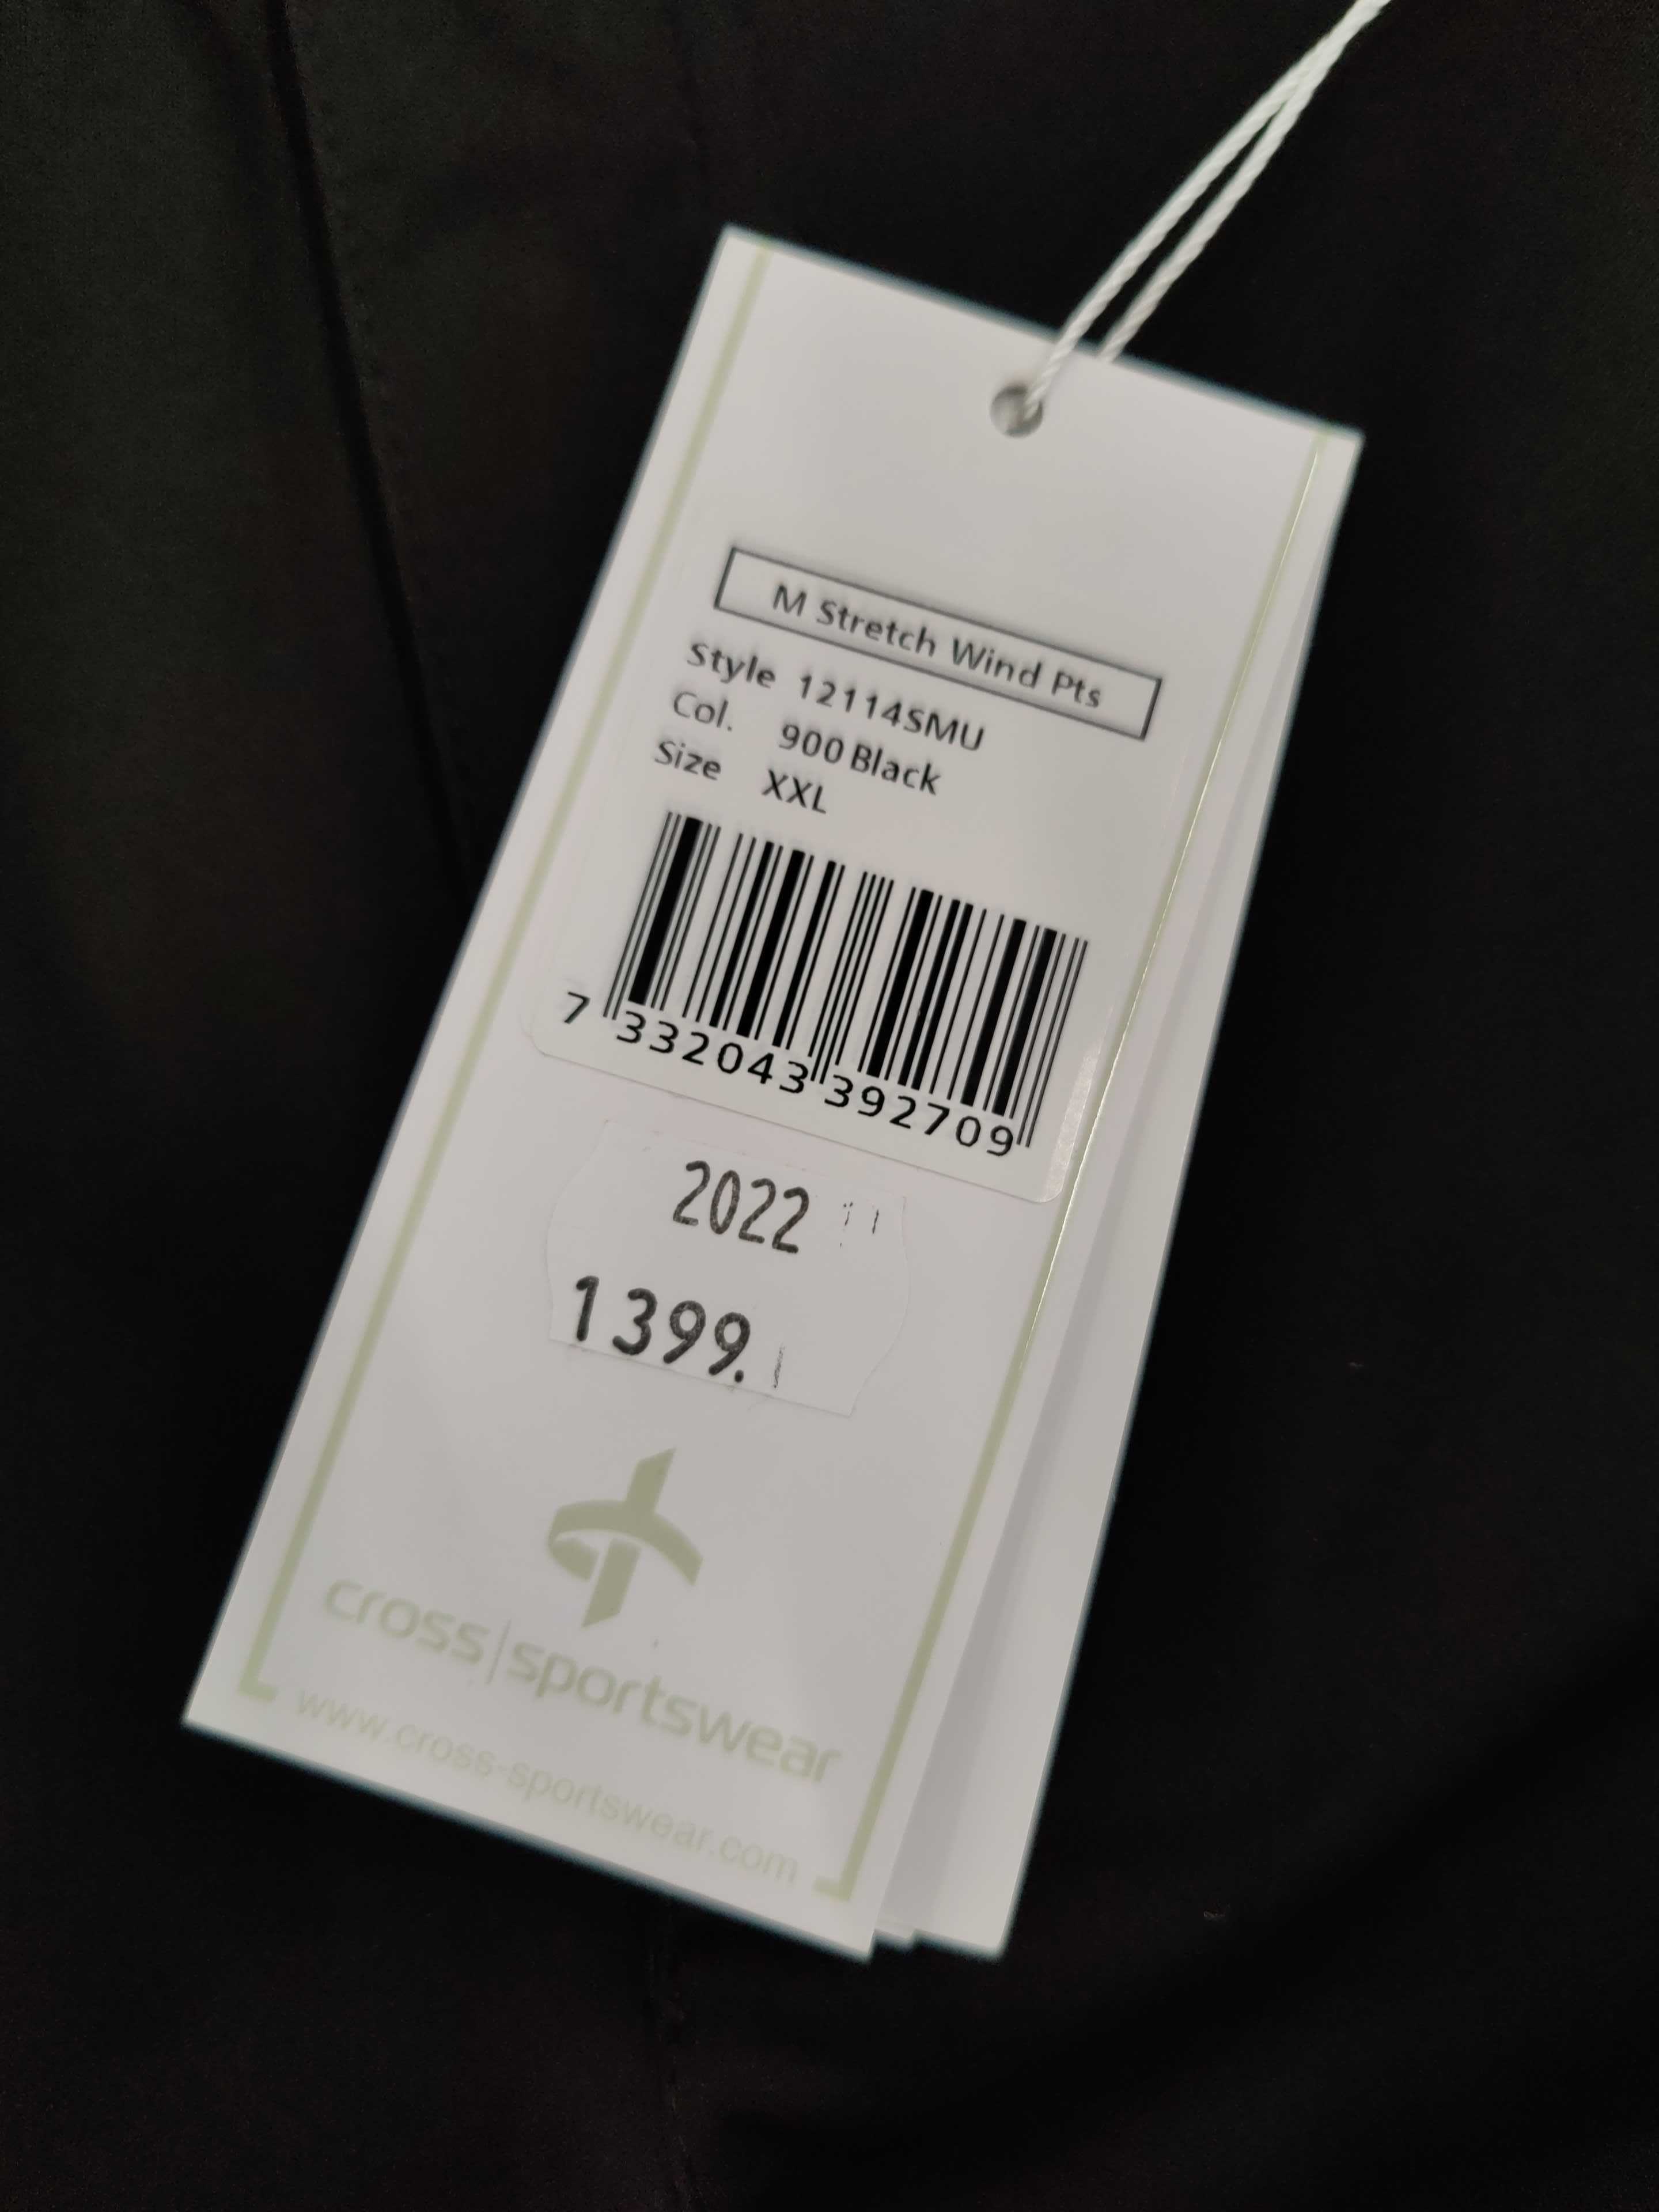 M Stretch Wind Pts
Style 12114SMU
Col. 900 Black
Size XXL
7 332043 392709
2022
1399.
cross|sportswear
www.cross-sportswear.com